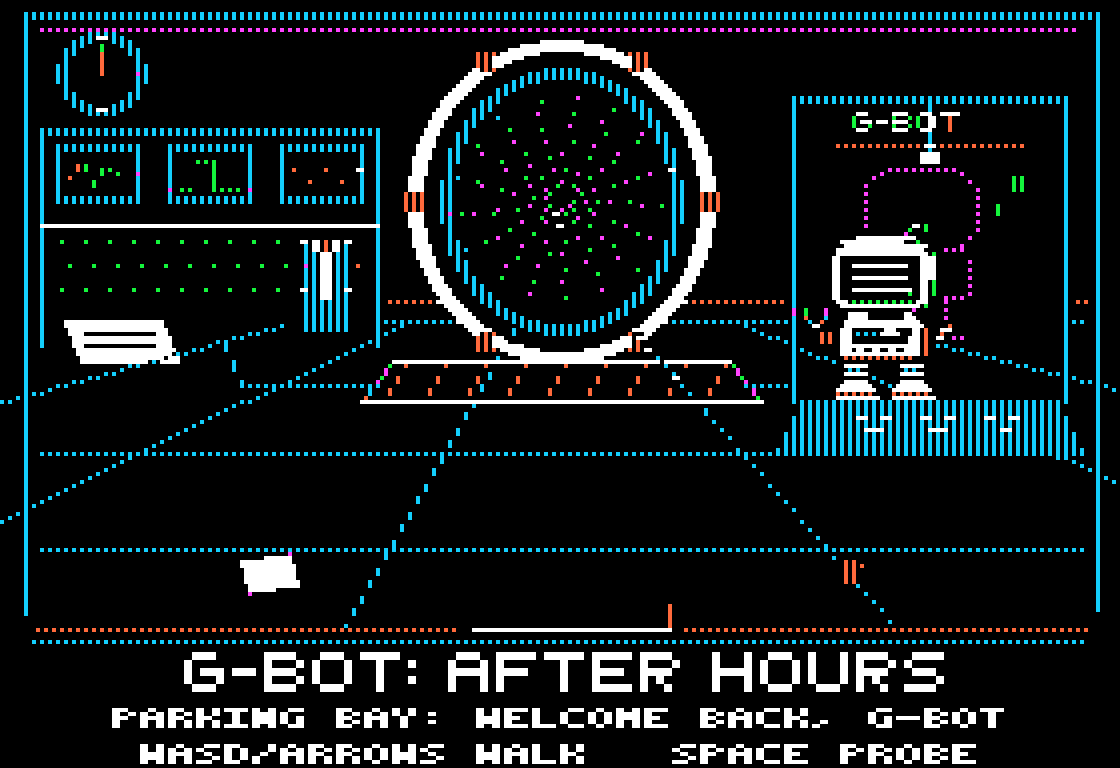 G-BOT
G-BOT: AFTER HOURS
PARKING BAY: WELCOME BACK, G-BOT
WASD/ARROWS WALK    SPACE PROBE